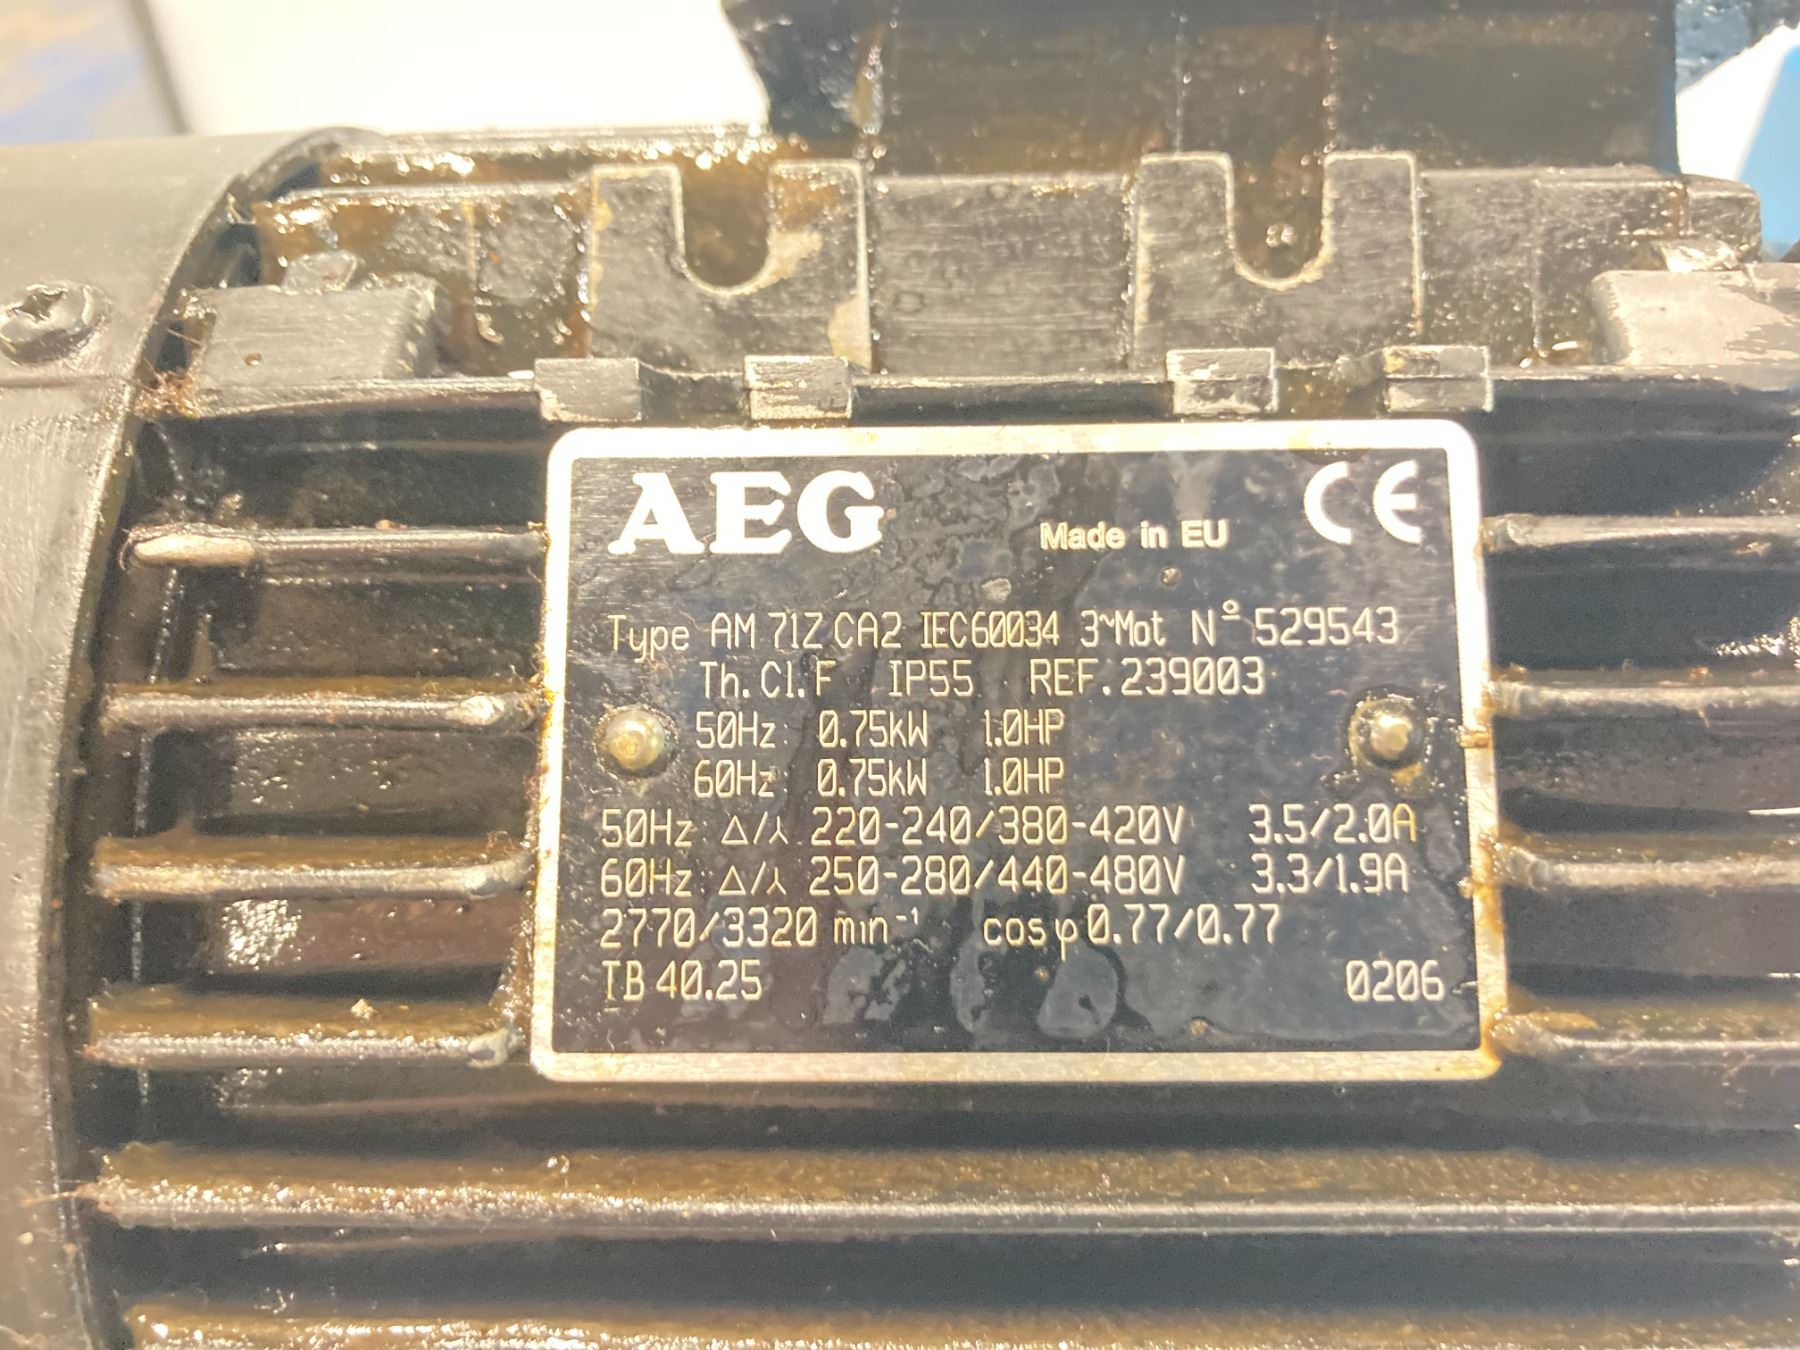 AEG
Made in EU
CE
Type AM 71Z CA2 IEC60034 3~Mot Nº 529543
Th.Cl.F IP55 REF.239003
50Hz 0.75kW 1.0HP
60Hz 0.75kW 1.0HP
50Hz △/⅄ 220-240/380-420V 3.5/2.0A
60Hz △/⅄ 250-280/440-480V 3.3/1.9A
2770/3320 min⁻¹ cosφ0.77/0.77
TB 40.25 0206